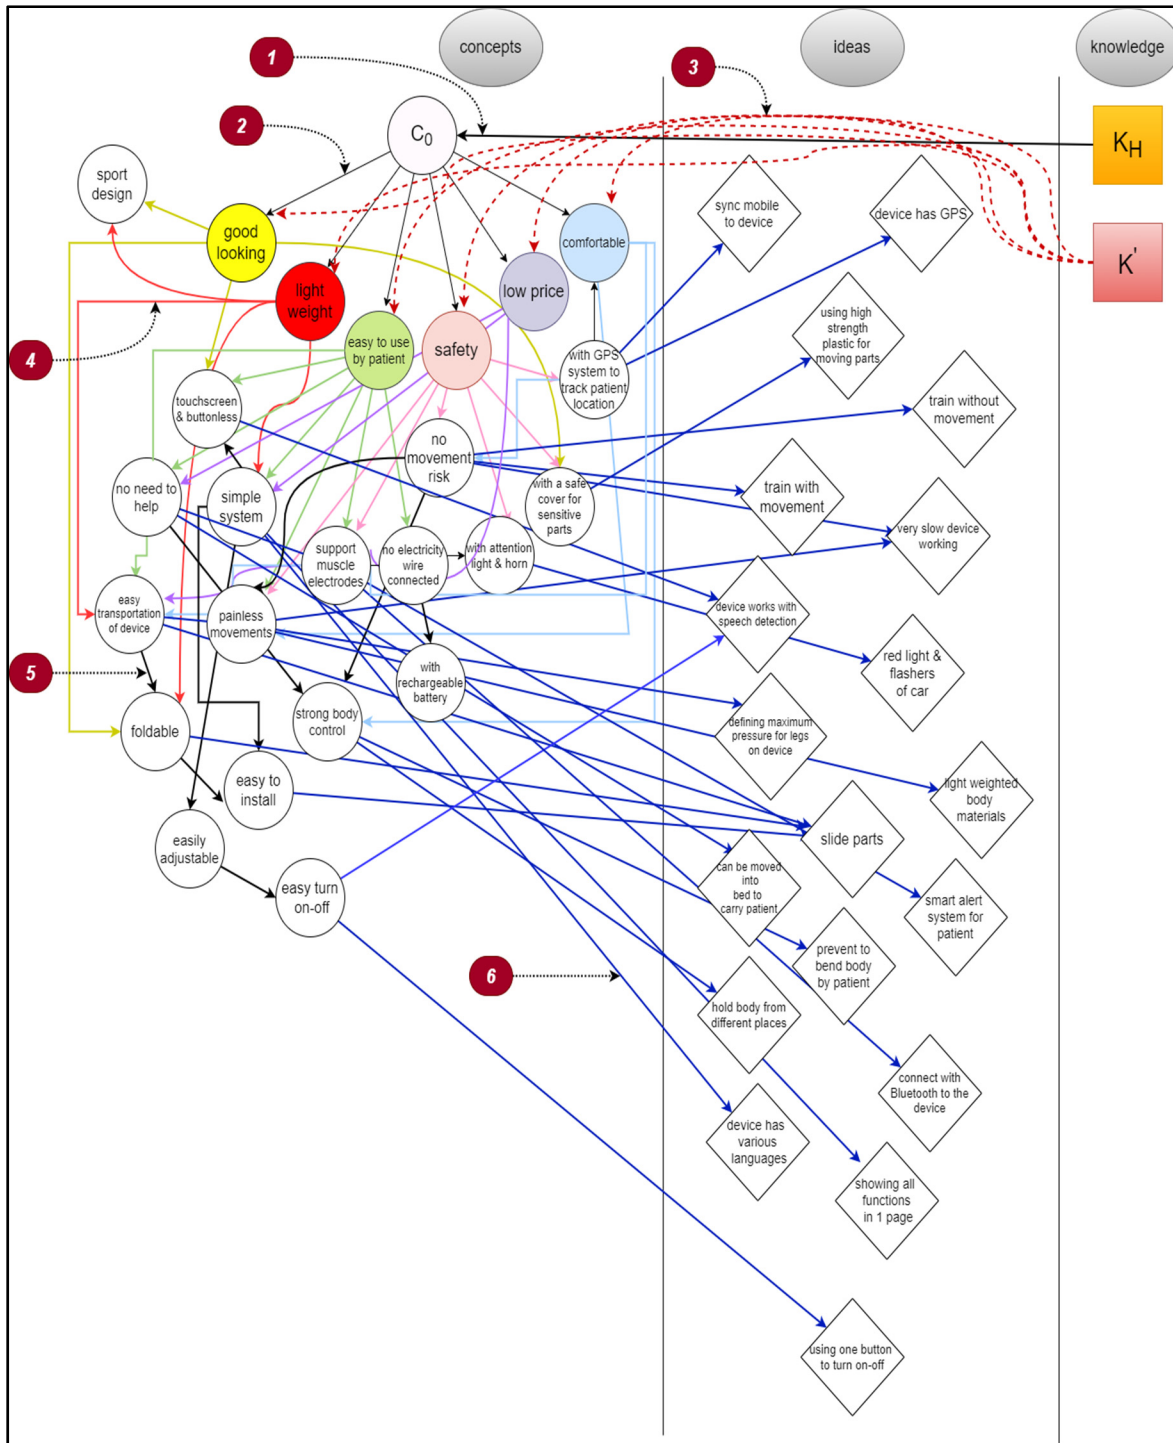 concepts
ideas
knowledge
1
3
2
C0
KH
sport
design
sync mobile
to device
device has GPS
good
looking
comfortable
K'
light
weight
low price
using high
strength
plastic for
moving parts
4
easy to use
by patient
safety
with GPS
system to
track patient
location
touchscreen
& buttonless
train without
movement
no
movement
risk
no need to
help
simple
system
with a safe
cover for
sensitive
parts
train with
movement
very slow device
working
support
muscle
electrodes
no electricity
wire
connected
with attention
light & horn
easy
transportation
of device
painless
movements
device works with
speech detection
5
with
rechargeable
battery
red light &
flashers
of car
foldable
strong body
control
defining maximum
pressure for legs
on device
easy to
install
light weighted
body
materials
easily
adjustable
slide parts
can be moved
into
bed to
carry patient
easy turn
on-off
smart alert
system for
patient
6
prevent to
bend body
by patient
hold body from
different places
connect with
Bluetooth to the
device
device has
various
languages
showing all
functions
in 1 page
using one button
to turn on-off